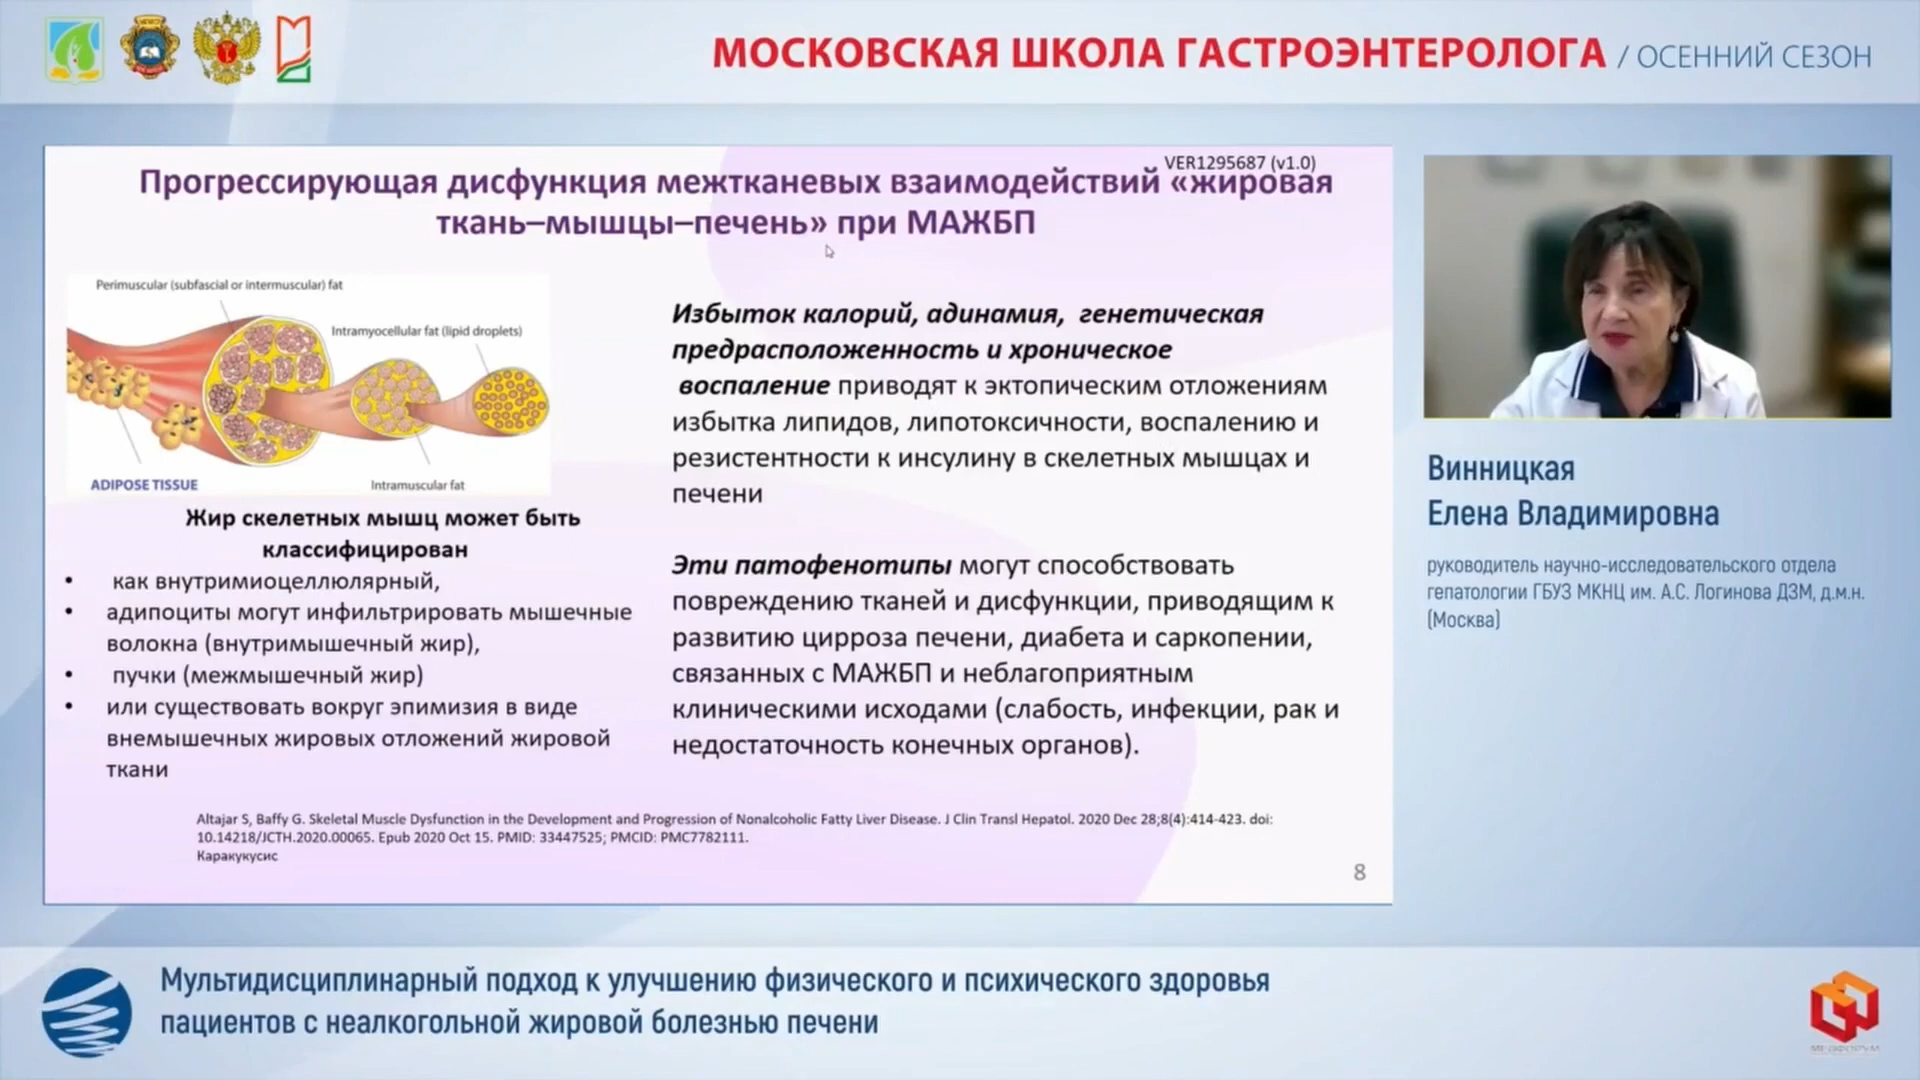 МОСКОВСКАЯ ШКОЛА ГАСТРОЭНТЕРОЛОГА / ОСЕННИЙ СЕЗОН
VER1295687 (v1.0)
Прогрессирующая дисфункция межтканевых взаимодействий «жировая
ткань–мышцы–печень» при МАЖБП
Perimuscular (subfascial or intermuscular) fat
Intramyocellular fat (lipid droplets)
ADIPOSE TISSUE
Intramuscular fat
Жир скелетных мышц может быть
классифицирован
• как внутримиоцеллюлярный,
• адипоциты могут инфильтрировать мышечные
волокна (внутримышечный жир),
• пучки (межмышечный жир)
• или существовать вокруг эпимизия в виде
внемышечных жировых отложений жировой
ткани
Избыток калорий, адинамия, генетическая
предрасположенность и хроническое
воспаление приводят к эктопическим отложениям
избытка липидов, липотоксичности, воспалению и
резистентности к инсулину в скелетных мышцах и
печени
Эти патофенотипы могут способствовать
повреждению тканей и дисфункции, приводящим к
развитию цирроза печени, диабета и саркопении,
связанных с МАЖБП и неблагоприятным
клиническими исходами (слабость, инфекции, рак и
недостаточность конечных органов).
Altajar S, Baffy G. Skeletal Muscle Dysfunction in the Development and Progression of Nonalcoholic Fatty Liver Disease. J Clin Transl Hepatol. 2020 Dec 28;8(4):414-423. doi:
10.14218/JCTH.2020.00065. Epub 2020 Oct 15. PMID: 33447525; PMCID: PMC7782111.
Каракукусис
8
Винницкая
Елена Владимировна
руководитель научно-исследовательского отдела
гепатологии ГБУЗ МКНЦ им. А.С. Логинова ДЗМ, д.м.н.
(Москва)
Мультидисциплинарный подход к улучшению физического и психического здоровья
пациентов с неалкогольной жировой болезнью печени
МЕДФОРУМ